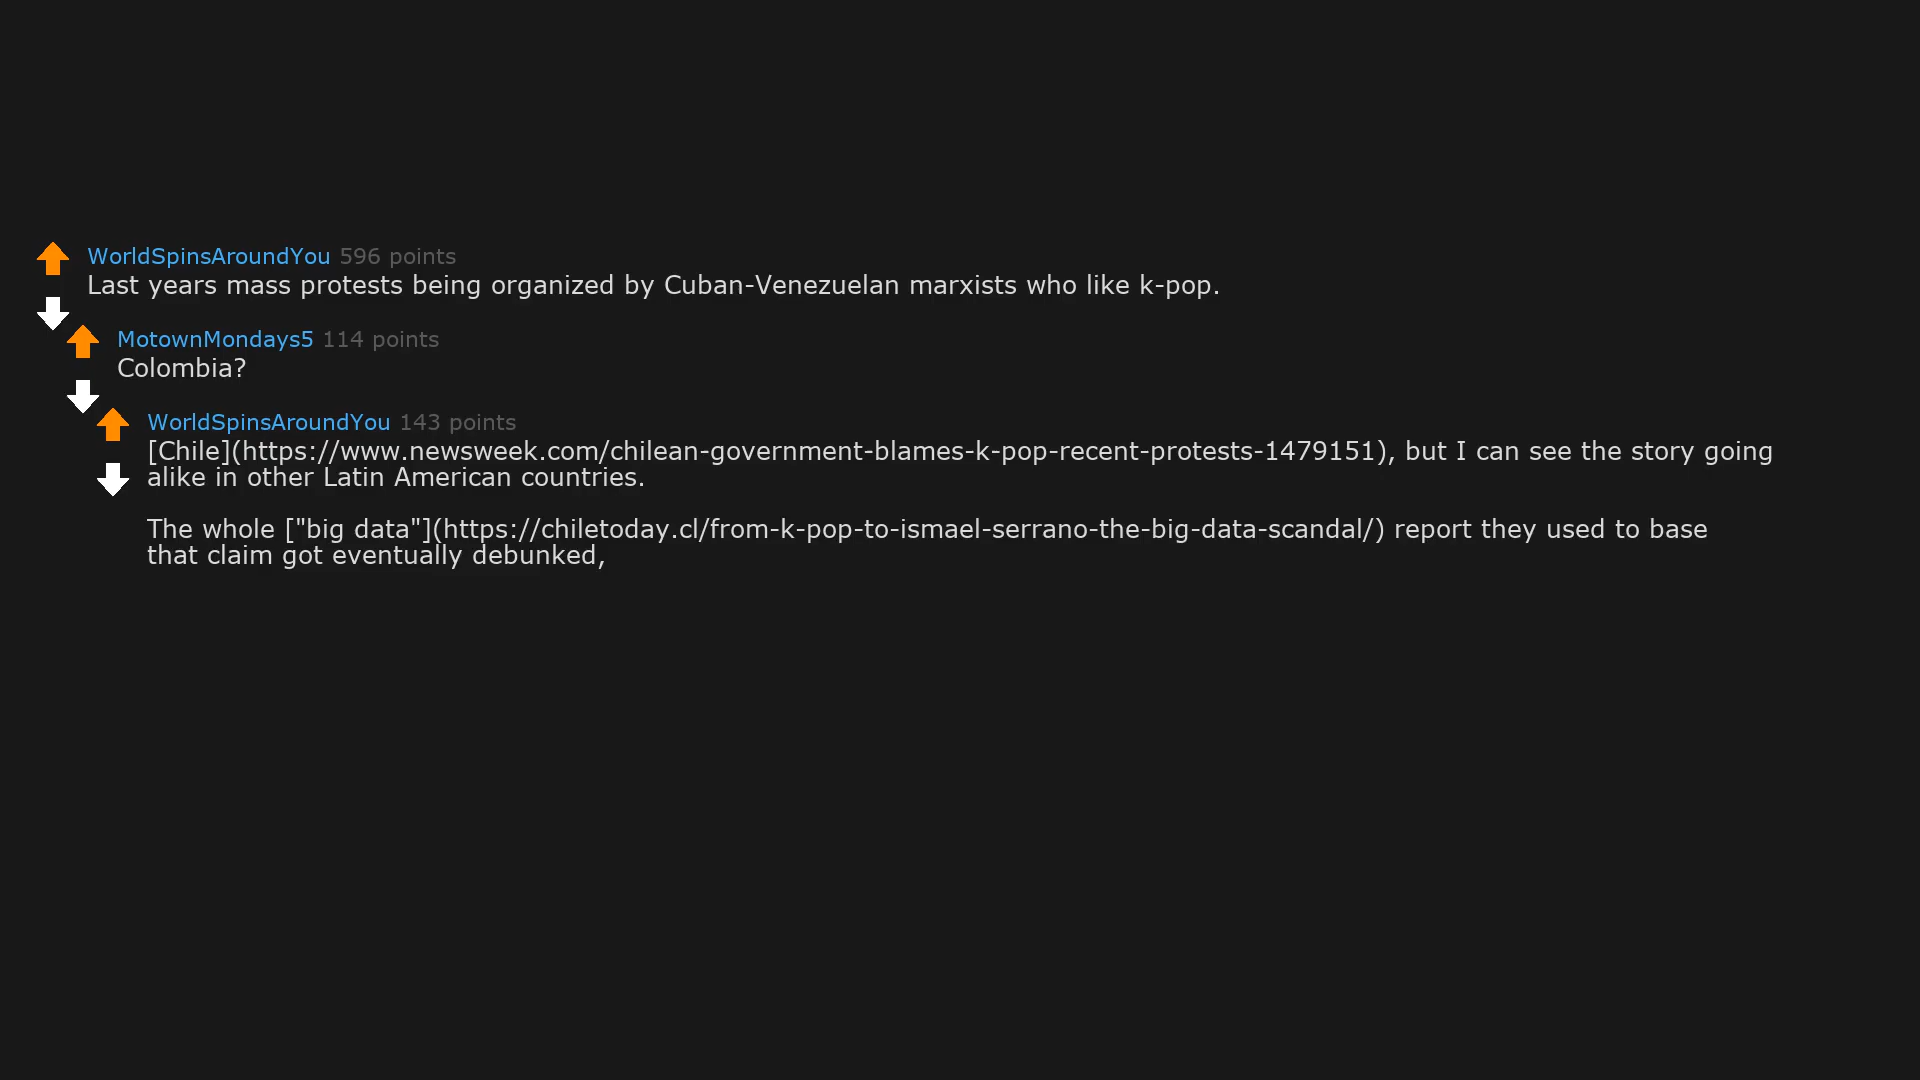 WorldSpinsAroundYou 596 points
Last years mass protests being organized by Cuban-Venezuelan marxists who like k-pop.
MotownMondays5 114 points
Colombia?
WorldSpinsAroundYou 143 points
[Chile](https://www.newsweek.com/chilean-government-blames-k-pop-recent-protests-1479151), but I can see the story going
alike in other Latin American countries.
The whole ["big data"](https://chiletoday.cl/from-k-pop-to-ismael-serrano-the-big-data-scandal/) report they used to base
that claim got eventually debunked,